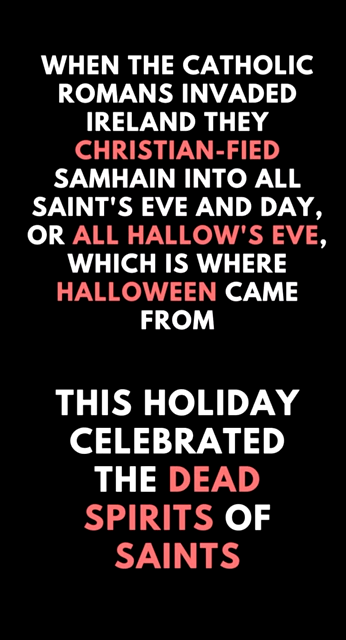 WHEN THE CATHOLIC
ROMANS INVADED
IRELAND THEY
CHRISTIAN-FIED
SAMHAIN INTO ALL
SAINT'S EVE AND DAY,
OR ALL HALLOW'S EVE,
WHICH IS WHERE
HALLOWEEN CAME
FROM
THIS HOLIDAY
CELEBRATED
THE DEAD
SPIRITS OF
SAINTS